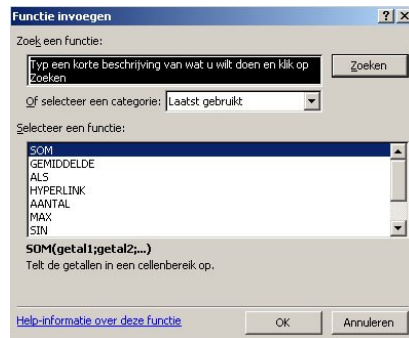 Functie invoegen
Zoek een functie:
Typ een korte beschrijving van wat u wilt doen en klik op
Zoeken
Zoeken
Of selecteer een categorie: Laatst gebruikt
Selecteer een functie:
SOM
GEMIDDELDE
ALS
HYPERLINK
AANTAL
MAX
SIN
SOM(getal1;getal2;...)
Telt de getallen in een cellenbereik op.
Help-informatie over deze functie
OK
Annuleren